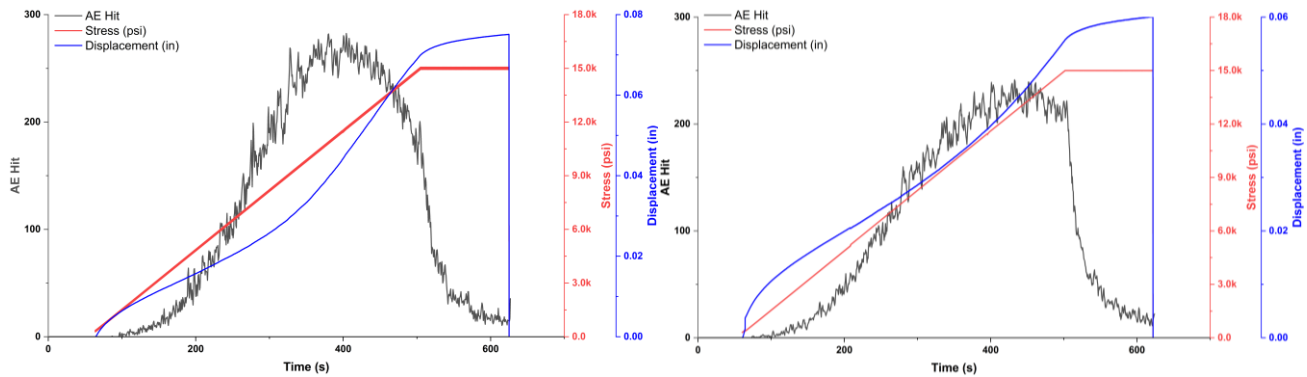 AE Hit
Stress (psi)
Displacement (in)
300
200
100
0
AE Hit
0
200
400
600
Time (s)
18.0k
15.0k
12.0k
9.0k
6.0k
3.0k
0.0
Stress (psi)
0.08
0.06
0.04
0.02
0.00
Displacement (in)
AE Hit
Stress (psi)
Displacement (in)
300
200
100
0
AE Hit
0
200
400
600
Time (s)
18.0k
15.0k
12.0k
9.0k
6.0k
3.0k
0.0
Stress (psi)
0.06
0.04
0.02
0.00
Displacement (in)